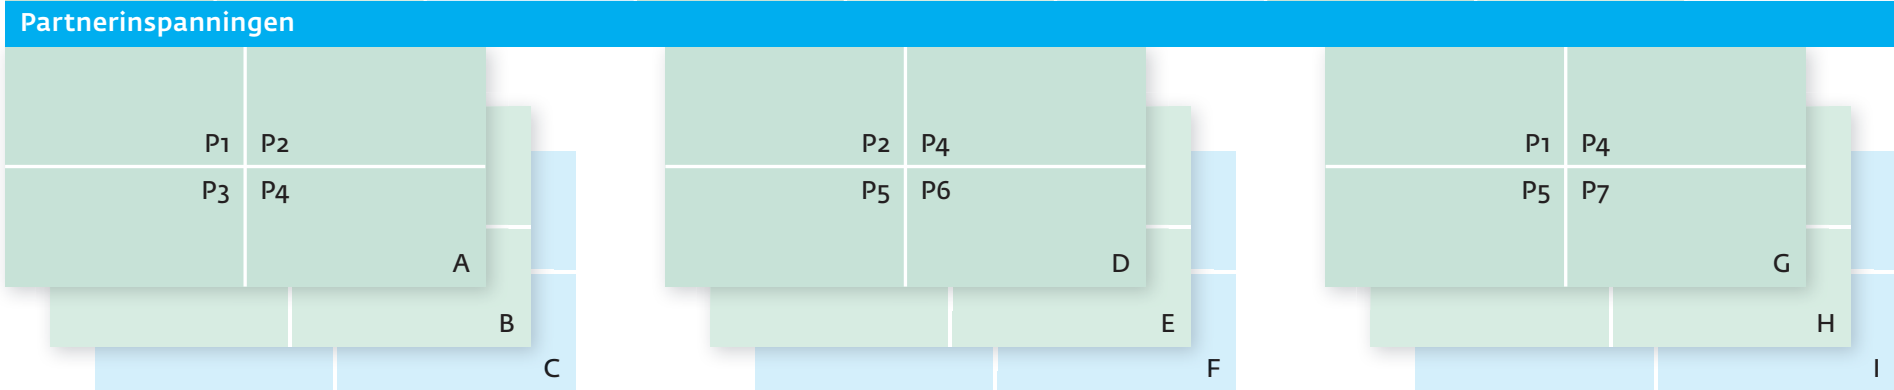 Partnerinspanningen
P1 P2 P2 P4 P1 P4
P3 P4 P5 P6 P5 P7
A D G
B E H
C F I